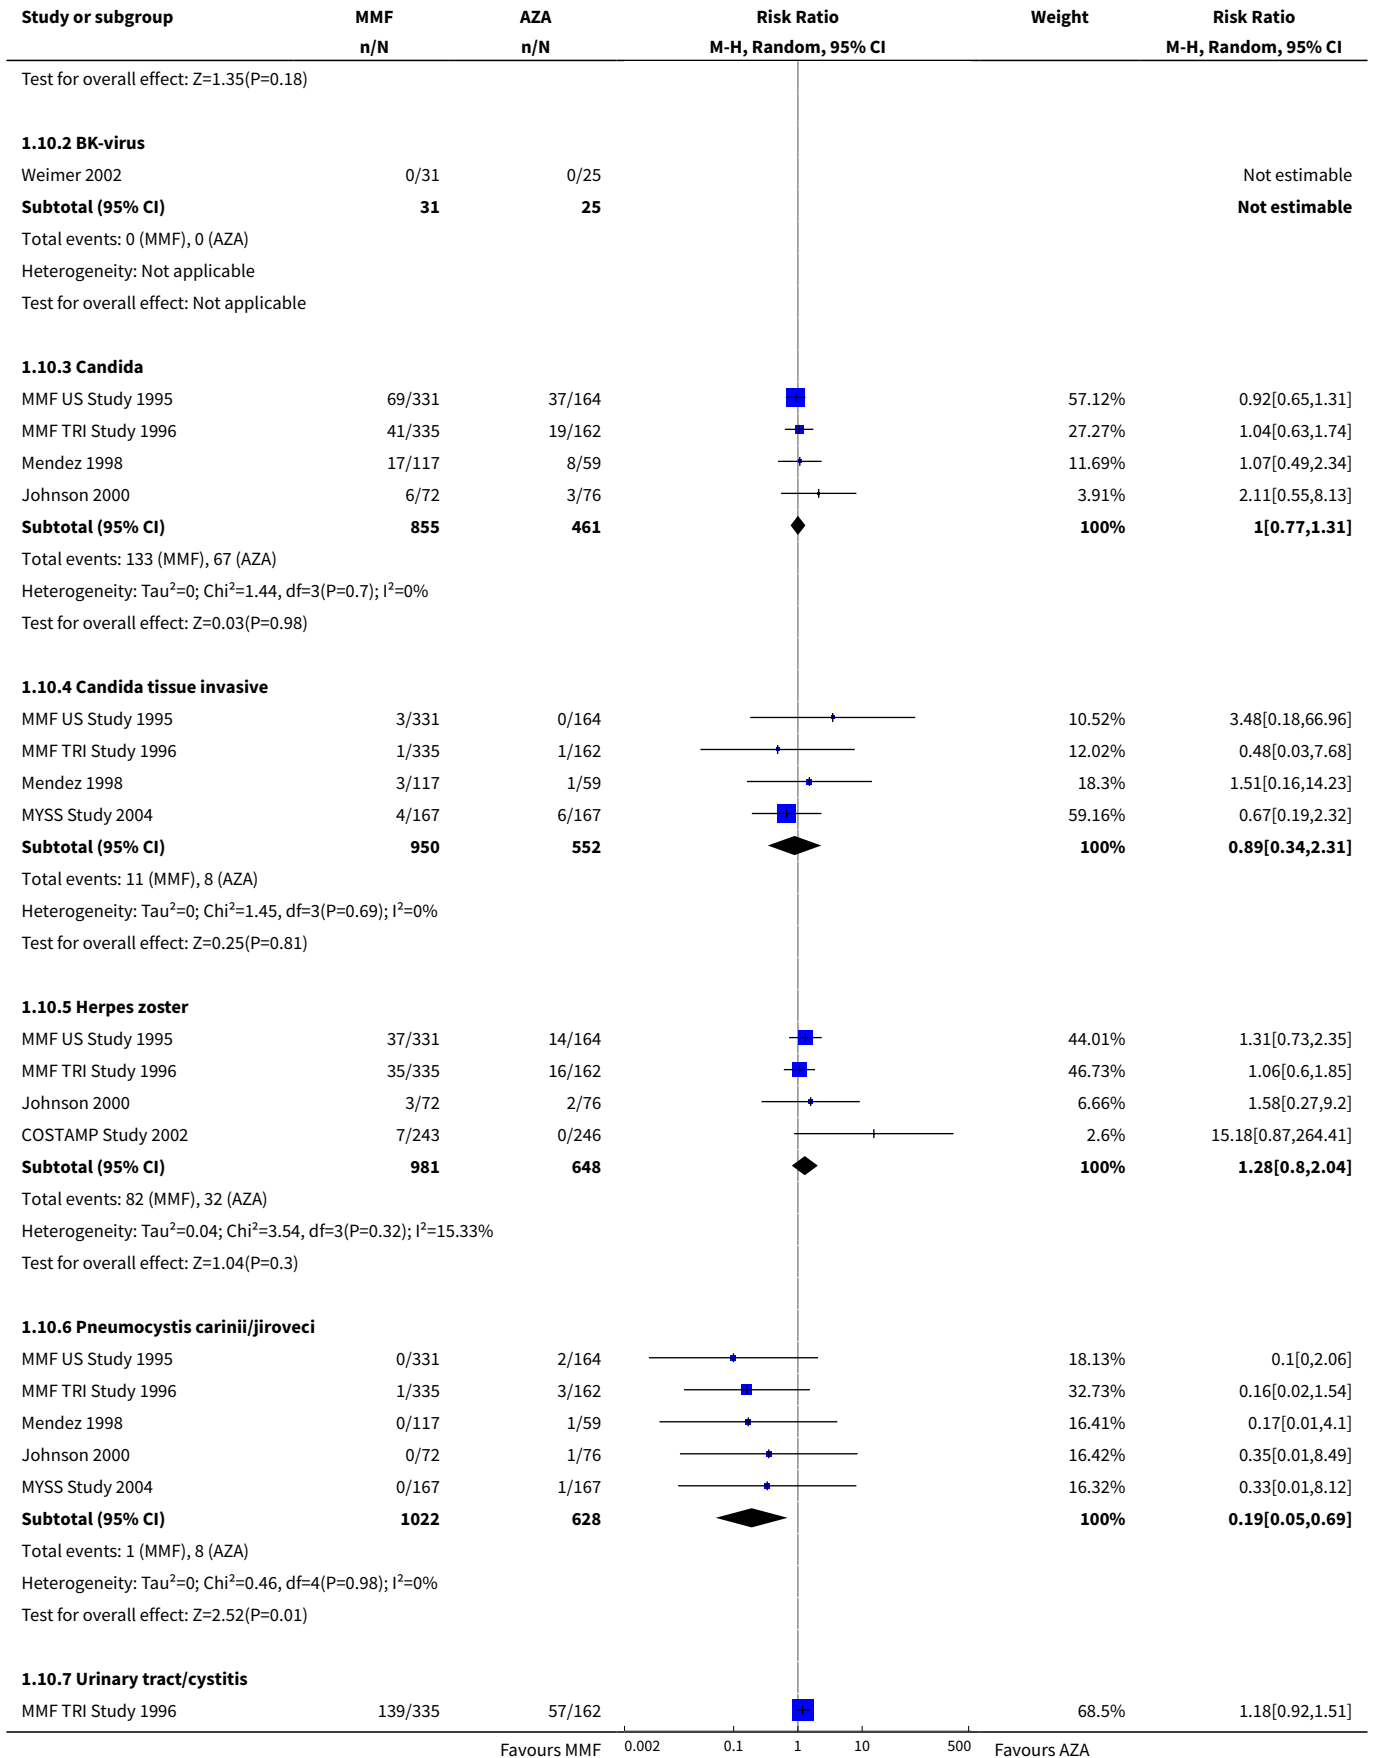 Study or subgroup MMF AZA Risk Ratio Weight Risk Ratio
n/N n/N M-H, Random, 95% CI M-H, Random, 95% CI
Test for overall effect: Z=1.35(P=0.18)
1.10.2 BK-virus
Weimer 2002 0/31 0/25 Not estimable
Subtotal (95% CI) 31 25 Not estimable
Total events: 0 (MMF), 0 (AZA)
Heterogeneity: Not applicable
Test for overall effect: Not applicable
1.10.3 Candida
MMF US Study 1995 69/331 37/164 57.12% 0.92[0.65,1.31]
MMF TRI Study 1996 41/335 19/162 27.27% 1.04[0.63,1.74]
Mendez 1998 17/117 8/59 11.69% 1.07[0.49,2.34]
Johnson 2000 6/72 3/76 3.91% 2.11[0.55,8.13]
Subtotal (95% CI) 855 461 100% 1[0.77,1.31]
Total events: 133 (MMF), 67 (AZA)
Heterogeneity: Tau²=0; Chi²=1.44, df=3(P=0.7); I²=0%
Test for overall effect: Z=0.03(P=0.98)
1.10.4 Candida tissue invasive
MMF US Study 1995 3/331 0/164 10.52% 3.48[0.18,66.96]
MMF TRI Study 1996 1/335 1/162 12.02% 0.48[0.03,7.68]
Mendez 1998 3/117 1/59 18.3% 1.51[0.16,14.23]
MYSS Study 2004 4/167 6/167 59.16% 0.67[0.19,2.32]
Subtotal (95% CI) 950 552 100% 0.89[0.34,2.31]
Total events: 11 (MMF), 8 (AZA)
Heterogeneity: Tau²=0; Chi²=1.45, df=3(P=0.69); I²=0%
Test for overall effect: Z=0.25(P=0.81)
1.10.5 Herpes zoster
MMF US Study 1995 37/331 14/164 44.01% 1.31[0.73,2.35]
MMF TRI Study 1996 35/335 16/162 46.73% 1.06[0.6,1.85]
Johnson 2000 3/72 2/76 6.66% 1.58[0.27,9.2]
COSTAMP Study 2002 7/243 0/246 2.6% 15.18[0.87,264.41]
Subtotal (95% CI) 981 648 100% 1.28[0.8,2.04]
Total events: 82 (MMF), 32 (AZA)
Heterogeneity: Tau²=0.04; Chi²=3.54, df=3(P=0.32); I²=15.33%
Test for overall effect: Z=1.04(P=0.3)
1.10.6 Pneumocystis carinii/jiroveci
MMF US Study 1995 0/331 2/164 18.13% 0.1[0,2.06]
MMF TRI Study 1996 1/335 3/162 32.73% 0.16[0.02,1.54]
Mendez 1998 0/117 1/59 16.41% 0.17[0.01,4.1]
Johnson 2000 0/72 1/76 16.42% 0.35[0.01,8.49]
MYSS Study 2004 0/167 1/167 16.32% 0.33[0.01,8.12]
Subtotal (95% CI) 1022 628 100% 0.19[0.05,0.69]
Total events: 1 (MMF), 8 (AZA)
Heterogeneity: Tau²=0; Chi²=0.46, df=4(P=0.98); I²=0%
Test for overall effect: Z=2.52(P=0.01)
1.10.7 Urinary tract/cystitis
MMF TRI Study 1996 139/335 57/162 68.5% 1.18[0.92,1.51]
Favours MMF 0.002 0.1 1 10 500 Favours AZA